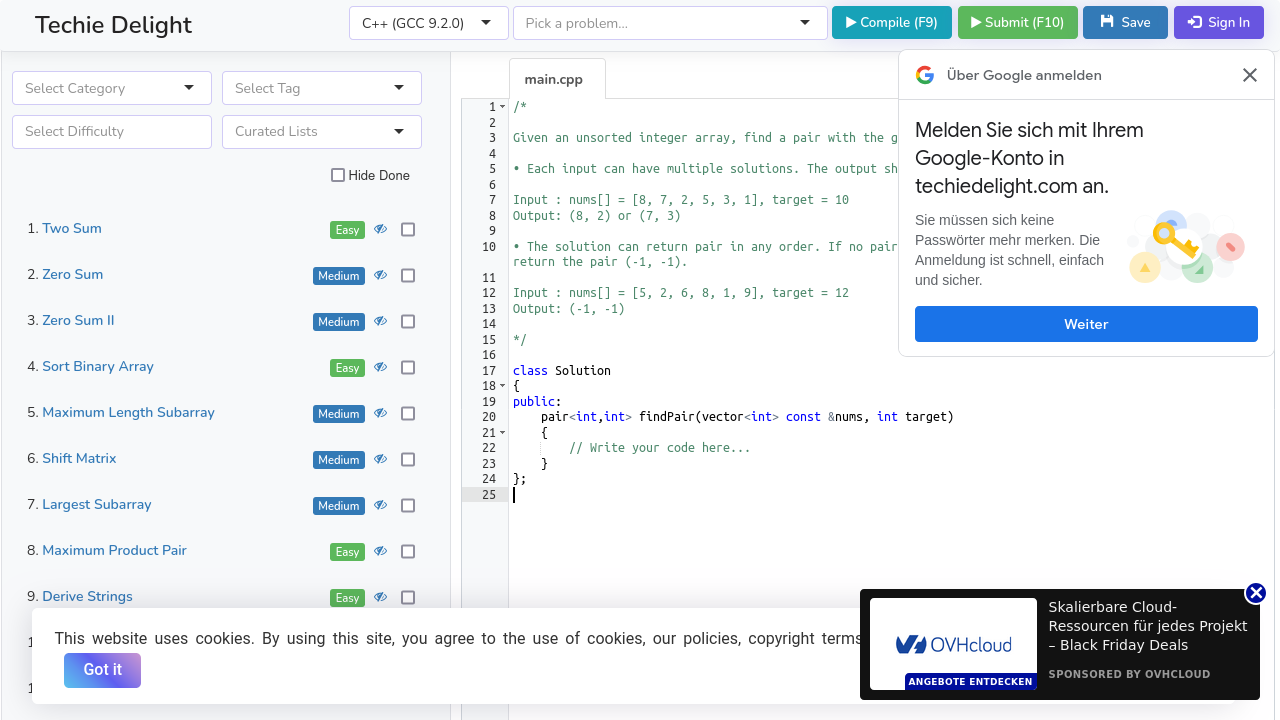 Techie Delight
C++ (GCC 9.2.0)
Pick a problem...
Compile (F9)
Submit (F10)
Save
Sign In
Select Category
Select Tag
Select Difficulty
Curated Lists
Hide Done
1. Two Sum Easy
2. Zero Sum Medium
3. Zero Sum II Medium
4. Sort Binary Array Easy
5. Maximum Length Subarray Medium
6. Shift Matrix Medium
7. Largest Subarray Medium
8. Maximum Product Pair Easy
9. Derive Strings Easy
main.cpp
1 /*
2
3 Given an unsorted integer array, find a pair with the g
4
5 • Each input can have multiple solutions. The output sh
6
7 Input : nums[] = [8, 7, 2, 5, 3, 1], target = 10
8 Output: (8, 2) or (7, 3)
9
10 • The solution can return pair in any order. If no pair
return the pair (-1, -1).
11
12 Input : nums[] = [5, 2, 6, 8, 1, 9], target = 12
13 Output: (-1, -1)
14
15 */
16
17 class Solution
18 {
19 public:
20 pair<int,int> findPair(vector<int> const &nums, int target)
21 {
22 // Write your code here...
23 }
24 };
25
Über Google anmelden
Melden Sie sich mit Ihrem
Google-Konto in
techiedelight.com an.
Sie müssen sich keine
Passwörter mehr merken. Die
Anmeldung ist schnell, einfach
und sicher.
Weiter
This website uses cookies. By using this site, you agree to the use of cookies, our policies, copyright terms
Got it
OVHcloud
ANGEBOTE ENTDECKEN
Skalierbare Cloud-
Ressourcen für jedes Projekt
– Black Friday Deals
SPONSORED BY OVHCLOUD